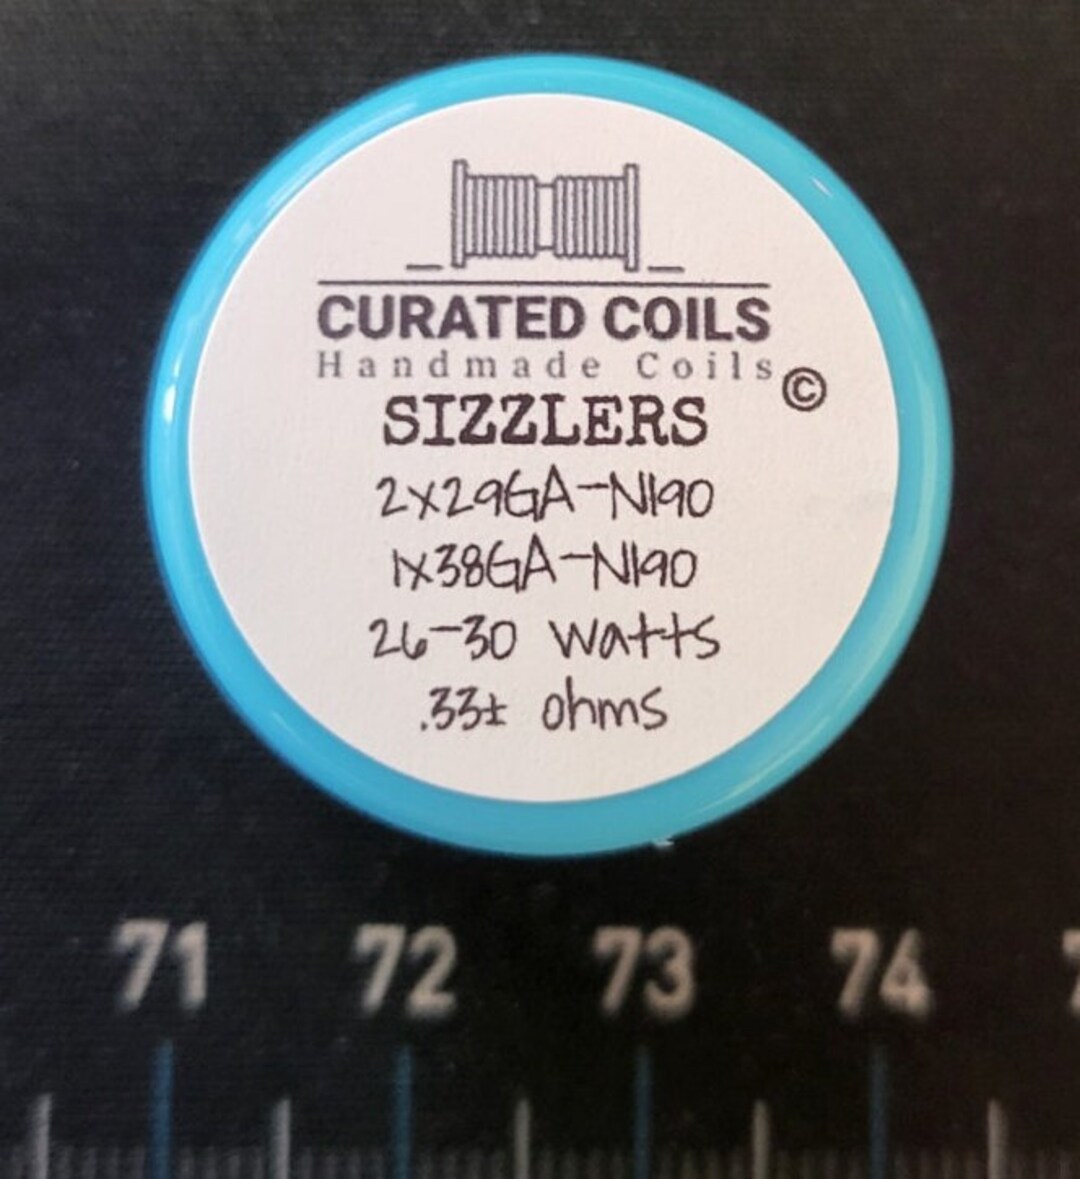 CURATED COILS
Handmade Coils ©
SIZZLERS
2x29GA-NI90
1x38GA-NI90
26-30 watts
.33± ohms
71 72 73 74